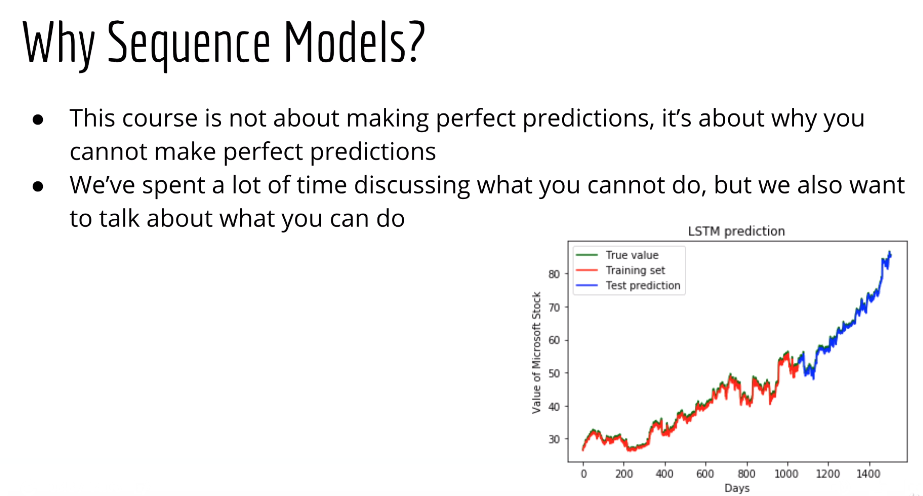 Why Sequence Models?
● This course is not about making perfect predictions, it’s about why you
cannot make perfect predictions
● We’ve spent a lot of time discussing what you cannot do, but we also want
to talk about what you can do
LSTM prediction
True value
Training set
Test prediction
Value of Microsoft Stock
80
70
60
50
40
30
0 200 400 600 800 1000 1200 1400
Days